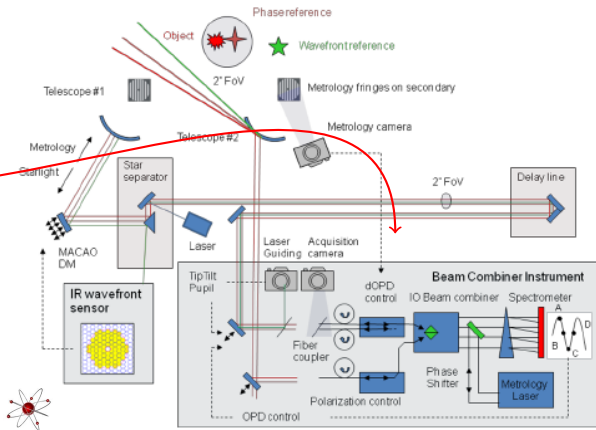 Phase reference
Object
Wavefront reference
2" FoV
Telescope #1
Metrology fringes on secondary
Telescope #2
Metrology camera
Metrology
Starlight
Star
separator
2" FoV
Delay line
MACAO
DM
Laser
Laser
Guiding
Acquisition
camera
TipTilt
Pupil
dOPD
control
Beam Combiner Instrument
IO Beam combiner
Spectrometer
IR wavefront
sensor
A
D
B
C
Fiber
coupler
Phase
Shifter
Metrology
Laser
OPD control
Polarization control